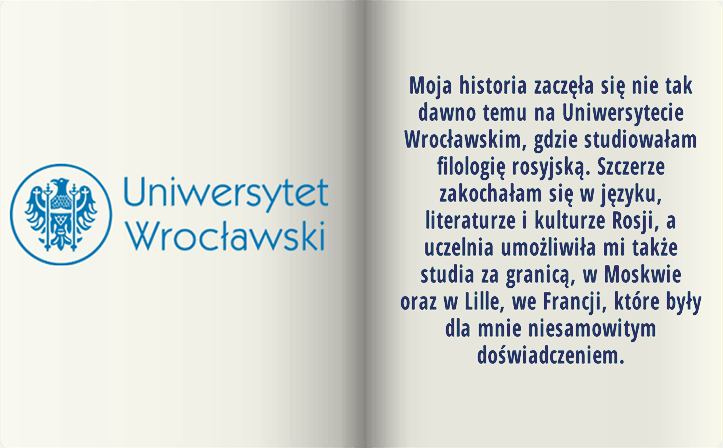 Uniwersytet
Wrocławski
Moja historia zaczęła się nie tak
dawno temu na Uniwersytecie
Wrocławskim, gdzie studiowałam
filologię rosyjską. Szczerze
zakochałam się w języku,
literaturze i kulturze Rosji, a
uczelnia umożliwiła mi także
studia za granicą, w Moskwie
oraz w Lille, we Francji, które były
dla mnie niesamowitym
doświadczeniem.